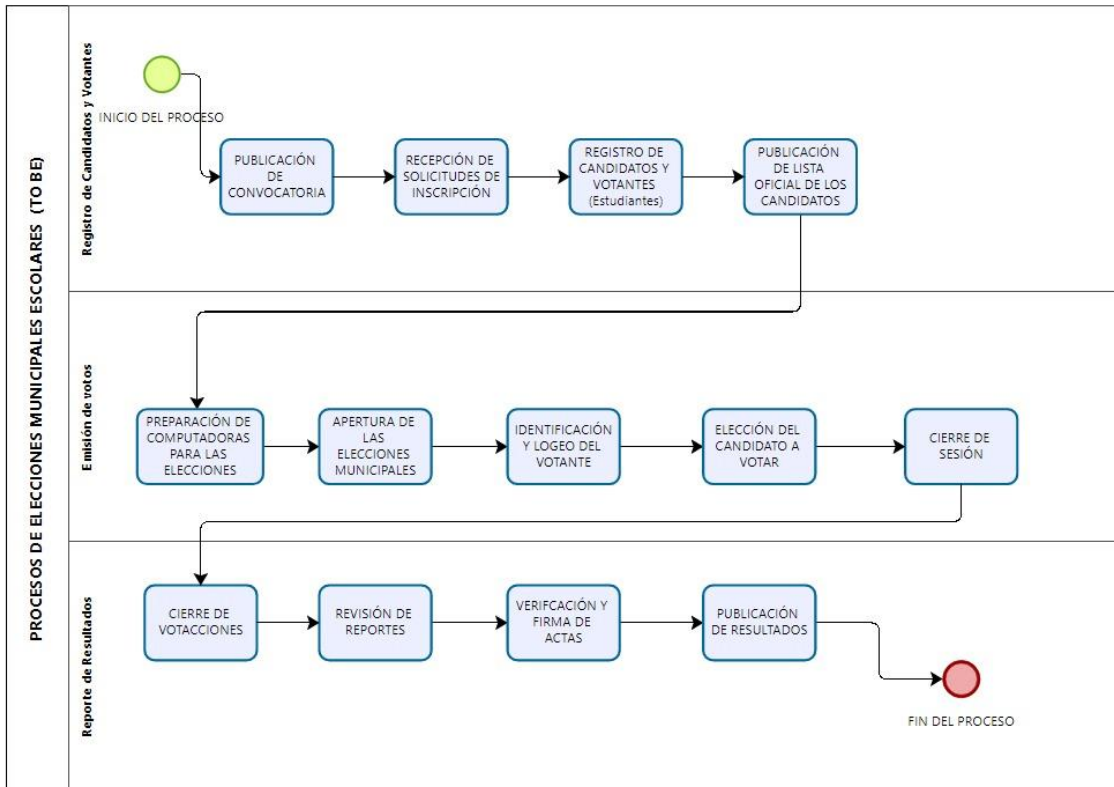 PROCESOS DE ELECCIONES MUNICIPALES ESCOLARES  (TO BE)
Registro de Candidatos y Votantes
INICIO DEL PROCESO
PUBLICACIÓN
DE
CONVOCATORIA
RECEPCIÓN DE
SOLICITUDES DE
INSCRIPCIÓN
REGISTRO DE
CANDIDATOS Y
VOTANTES
(Estudiantes)
PUBLICACIÓN
DE LISTA
OFICIAL DE LOS
CANDIDATOS
Emisión de votos
PREPARACIÓN DE
COMPUTADORAS
PARA LAS
ELECCIONES
APERTURA DE
LAS
ELECCIONES
MUNICIPALES
IDENTIFICACIÓN
Y LOGEO DEL
VOTANTE
ELECCIÓN DEL
CANDIDATO A
VOTAR
CIERRE DE
SESIÓN
Reporte de Resultados
CIERRE DE
VOTACCIONES
REVISIÓN DE
REPORTES
VERIFCACIÓN Y
FIRMA DE
ACTAS
PUBLICACIÓN
DE RESULTADOS
FIN DEL PROCESO